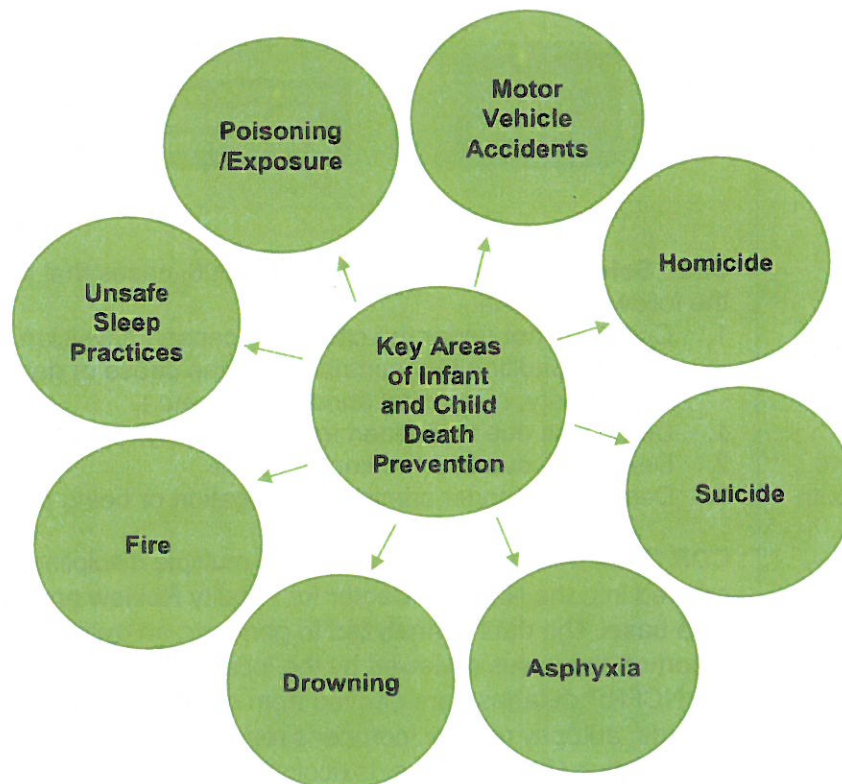 Key Areas
of Infant
and Child
Death
Prevention
Motor
Vehicle
Accidents
Homicide
Suicide
Asphyxia
Drowning
Fire
Unsafe
Sleep
Practices
Poisoning
/Exposure